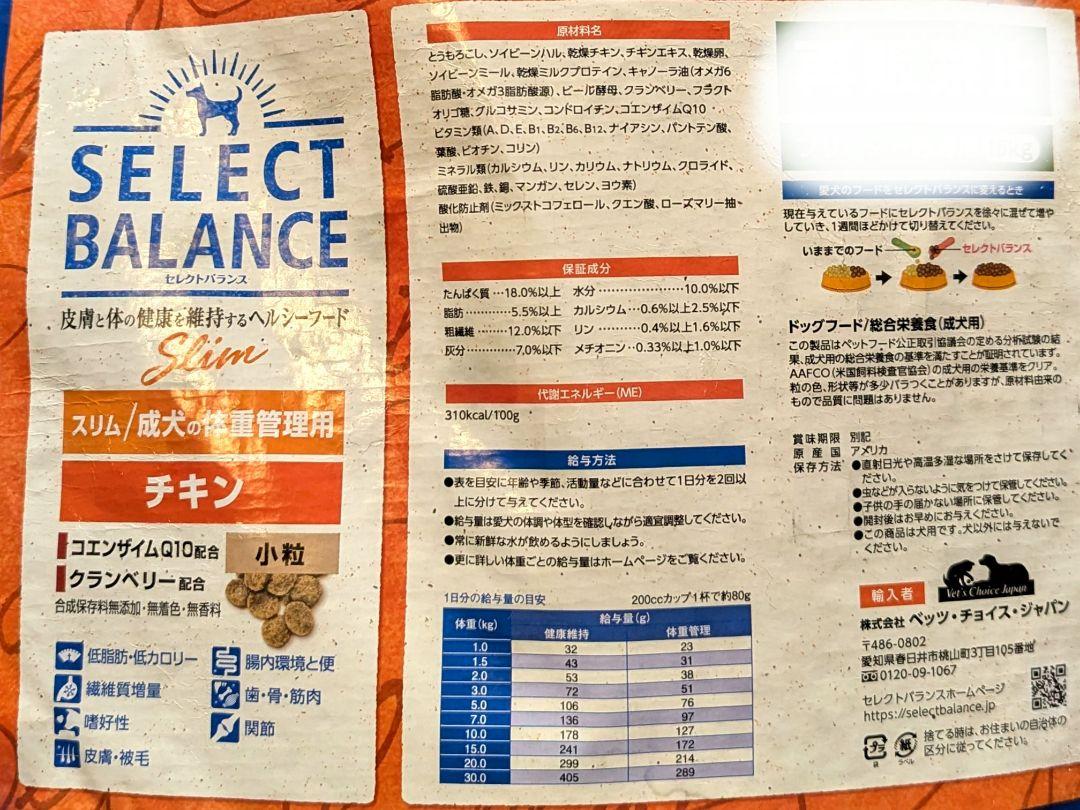 SELECT
BALANCE
セレクトバランス
皮膚と体の健康を維持するヘルシーフード
Slim
スリム/成犬の体重管理用
チキン
コエンザイムQ10配合
クランベリー配合
小粒
合成保存料無添加・無着色・無香料
低脂肪・低カロリー
繊維質増量
嗜好性
皮膚・被毛
腸内環境と便
歯・骨・筋肉
関節
原材料名
とうもろこし、ソイビーンハル、乾燥チキン、チキンエキス、乾燥卵、
ソイビーンミール、乾燥ミルクプロテイン、キャノーラ油(オメガ6
脂肪酸・オメガ3脂肪酸源)、ビール酵母、クランベリー、フラクト
オリゴ糖、グルコサミン、コンドロイチン、コエンザイムQ10
ビタミン類(A、D、E、B1、B2、B6、B12、ナイアシン、パントテン酸、
葉酸、ビオチン、コリン)
ミネラル類(カルシウム、リン、カリウム、ナトリウム、クロライド、
硫酸亜鉛、鉄、銅、マンガン、セレン、ヨウ素)
酸化防止剤(ミックストコフェロール、クエン酸、ローズマリー抽
出物)
保証成分
たんぱく質…18.0%以上 水分………………10.0%以下
脂肪…………5.5%以上 カルシウム…0.6%以上2.5%以下
粗繊維………12.0%以下 リン…………0.4%以上1.6%以下
灰分…………7.0%以下 メチオニン…0.33%以上1.0%以下
代謝エネルギー(ME)
310kcal/100g
給与方法
●表を目安に年齢や季節、活動量などに合わせて1日分を2回以
上に分けて与えてください。
●給与量は愛犬の体調や体型を確認しながら適宜調整してください。
●常に新鮮な水が飲めるようにしましょう。
●更に詳しい体重ごとの給与量はホームページをご覧ください。
1日分の給与量の目安 200ccカップ1杯で約80g
体重(kg) 給与量(g)
健康維持 体重管理
1.0 32 23
1.5 43 31
2.0 53 38
3.0 72 51
5.0 106 76
7.0 136 97
10.0 178 127
15.0 241 172
20.0 299 214
30.0 405 289
愛犬のフードをセレクトバランスに変えるとき
現在与えているフードにセレクトバランスを徐々に混ぜて増や
していき、1週間ほどかけて切り替えてください。
いままでのフード セレクトバランス
ドッグフード/総合栄養食(成犬用)
この製品はペットフード公正取引協議会の定める分析試験の結
果、成犬用の総合栄養食の基準を満たすことが証明されています。
AAFCO(米国飼料検査官協会)の成犬用の栄養基準をクリア。
粒の色、形状等が多少バラつくことがありますが、原材料由来の
もので品質に問題はありません。
賞味期限 別記
原産国 アメリカ
保存方法 ●直射日光や高温多湿な場所をさけて保存してく
ださい。
●虫などが入らないように気をつけて保管してください。
●子供の手の届かない場所に保管してください。
●開封後はお早めにお与えください。
●この商品は犬用です。犬以外には与えないで
ください。
輸入者
Vet's Choice Japan
株式会社 ベッツ・チョイス・ジャパン
〒486-0802
愛知県春日井市桃山町3丁目105番地
0120-09-1067
セレクトバランスホームページ
https://selectbalance.jp
プラ
袋
紙
ラベル
捨てる時は、お住まいの自治体の
区分に従ってください。